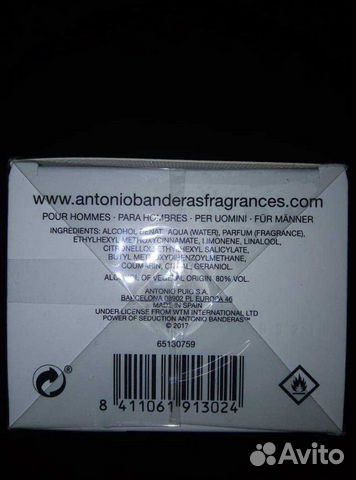 www.antoniobanderasfragrances.com
POUR HOMMES - PARA HOMBRES - PER UOMINI - FÜR MÄNNER
INGREDIENTS: ALCOHOL DENAT, AQUA (WATER), PARFUM (FRAGRANCE),
ETHYLHEXYL METHOXYCINNAMATE, LIMONENE, LINALOOL,
CITRONELLOL, ETHYLHEXYL SALICYLATE,
BUTYL METHOXYDIBENZOYLMETHANE,
COUMARIN, CITRAL, GERANIOL.
ALCOHOL OF VEGETAL ORIGIN 80% VOL.
ANTONIO PUIG S.A.
BARCELONA 08902 PL EUROPA 46
MADE IN SPAIN
UNDER LICENSE FROM WTM INTERNATIONAL LTD
POWER OF SEDUCTION ANTONIO BANDERAS™
© 2017
65130759
8 411061 913024
Avito